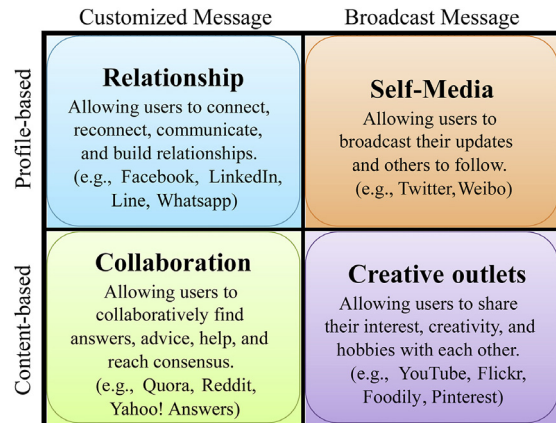 Customized Message
Broadcast Message
Profile-based
Relationship
Allowing users to connect,
reconnect, communicate,
and build relationships.
(e.g., Facebook, LinkedIn,
Line, Whatsapp)
Self-Media
Allowing users to
broadcast their updates
and others to follow.
(e.g., Twitter, Weibo)
Content-based
Collaboration
Allowing users to
collaboratively find
answers, advice, help, and
reach consensus.
(e.g., Quora, Reddit,
Yahoo! Answers)
Creative outlets
Allowing users to share
their interest, creativity, and
hobbies with each other.
(e.g., YouTube, Flickr,
Foodily, Pinterest)